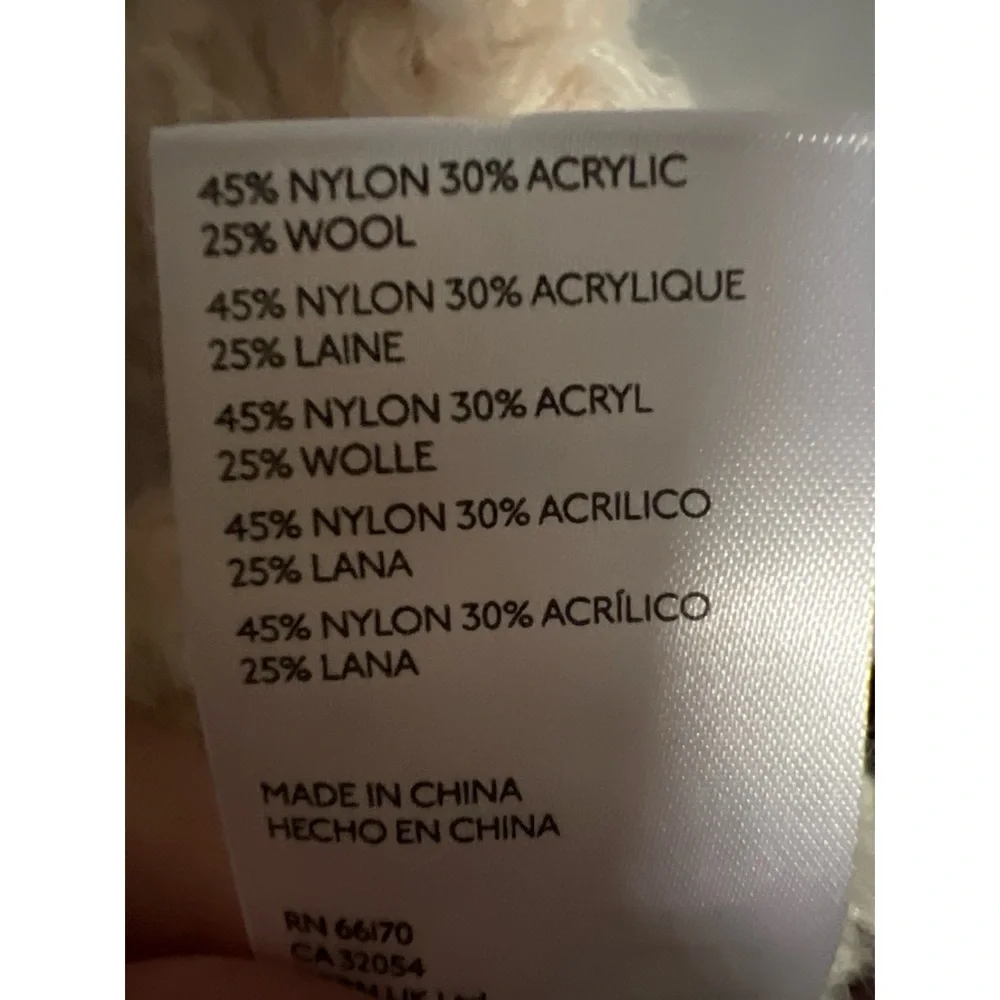 45% NYLON 30% ACRYLIC
25% WOOL
45% NYLON 30% ACRYLIQUE
25% LAINE
45% NYLON 30% ACRYL
25% WOLLE
45% NYLON 30% ACRILICO
25% LANA
45% NYLON 30% ACRÍLICO
25% LANA
MADE IN CHINA
HECHO EN CHINA
RN 66170
CA 32054